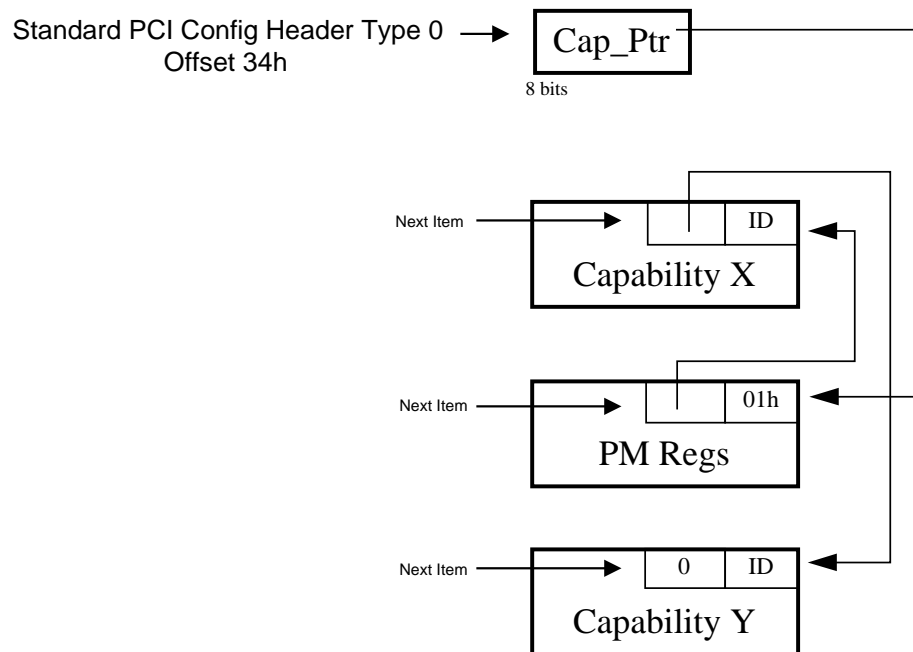 Standard PCI Config Header Type 0
Offset 34h
Cap_Ptr
8 bits
Next Item
ID
Capability X
Next Item
01h
PM Regs
Next Item
0 ID
Capability Y